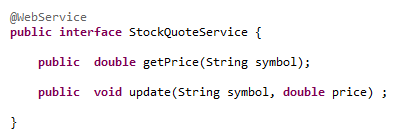 @WebService
public interface StockQuoteService {
public  double getPrice(String symbol);
public  void update(String symbol, double price) ;
}